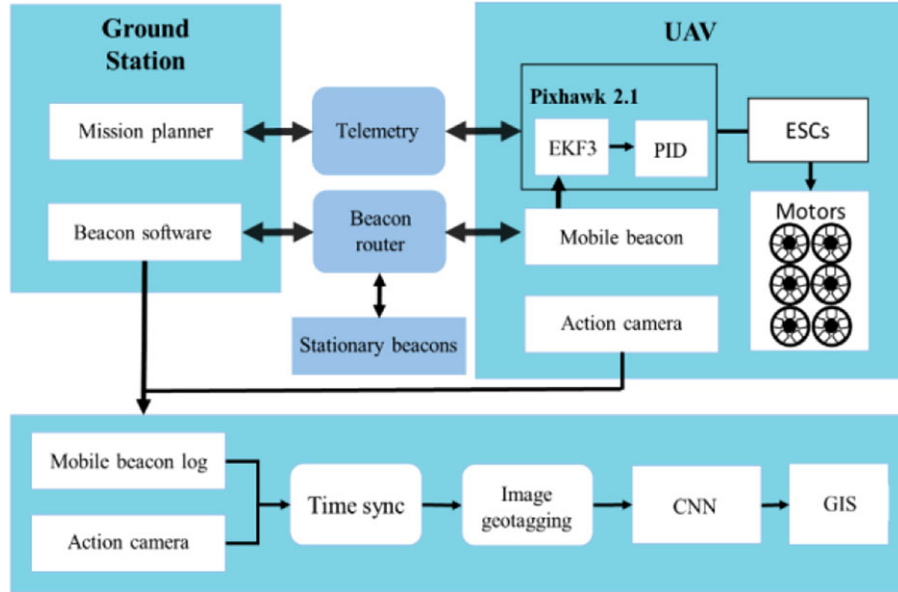 Ground
Station
UAV
Pixhawk 2.1
Mission planner
Telemetry
EKF3
PID
ESCs
Beacon software
Beacon
router
Mobile beacon
Motors
Stationary beacons
Action camera
Mobile beacon log
Action camera
Time sync
Image
geotagging
CNN
GIS